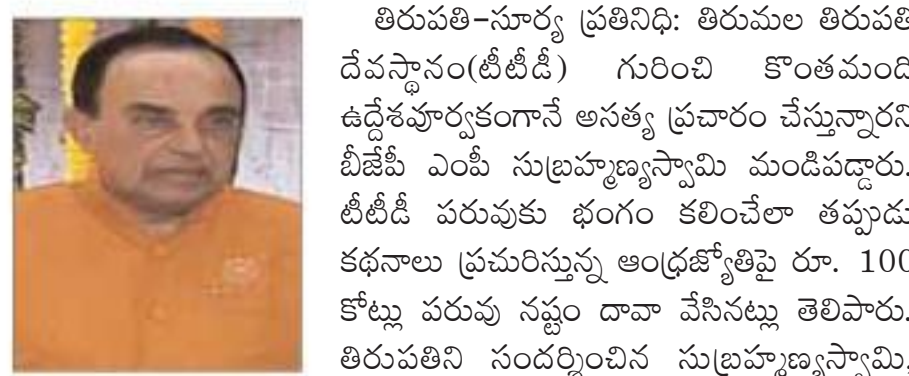 తిరుపతి-సూర్య ప్రతినిధి: తిరుమల తిరుపతి
దేవస్థానం(టీటీడీ) గురించి కొంతమంది
ఉద్దేశపూర్వకంగానే అసత్య ప్రచారం చేస్తున్నారని
బీజేపీ ఎంపీ సుబ్రహ్మణ్యస్వామి మండిపడ్డారు.
టీటీడీ పరువుకు భంగం కలించేలా తప్పుడు
కథనాలు ప్రచురిస్తున్న ఆంధ్రజ్యోతిపై రూ. 100
కోట్లు పరువు నష్టం దావా వేసినట్లు తెలిపారు.
తిరుపతిని సందర్శించిన సుబ్రహ్మణ్యస్వామి,